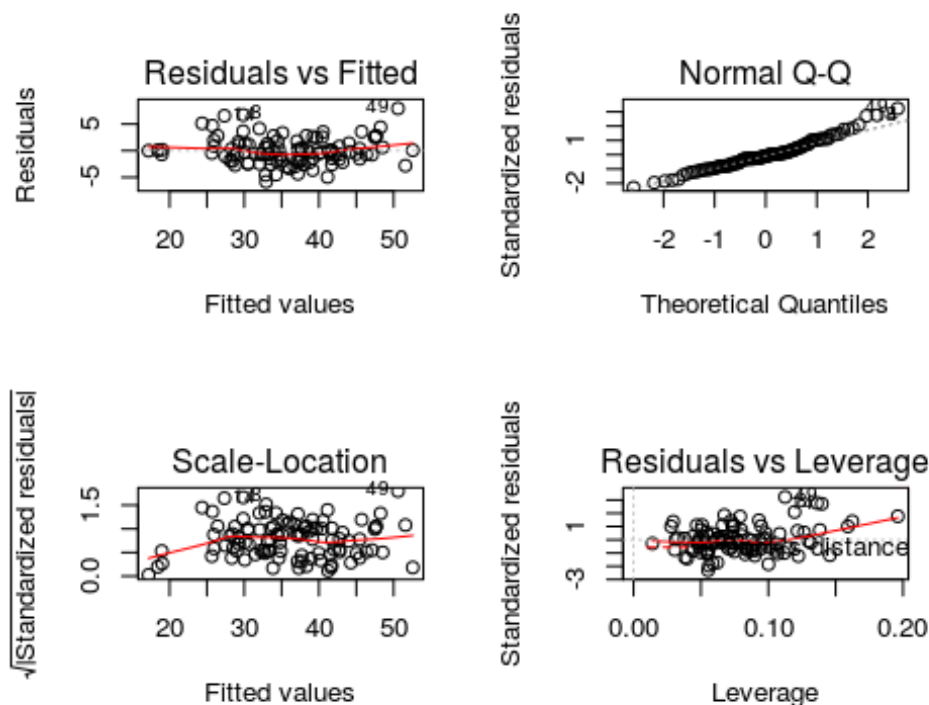 Residuals vs Fitted
Residuals
5
-5
49
20 30 40 50
Fitted values
Normal Q-Q
Standardized residuals
1
-2
49
-2 -1 0 1 2
Theoretical Quantiles
Scale-Location
√|Standardized residuals|
1.5
0.0
49
20 30 40 50
Fitted values
Residuals vs Leverage
Standardized residuals
1
-3
distance
0.00 0.10 0.20
Leverage